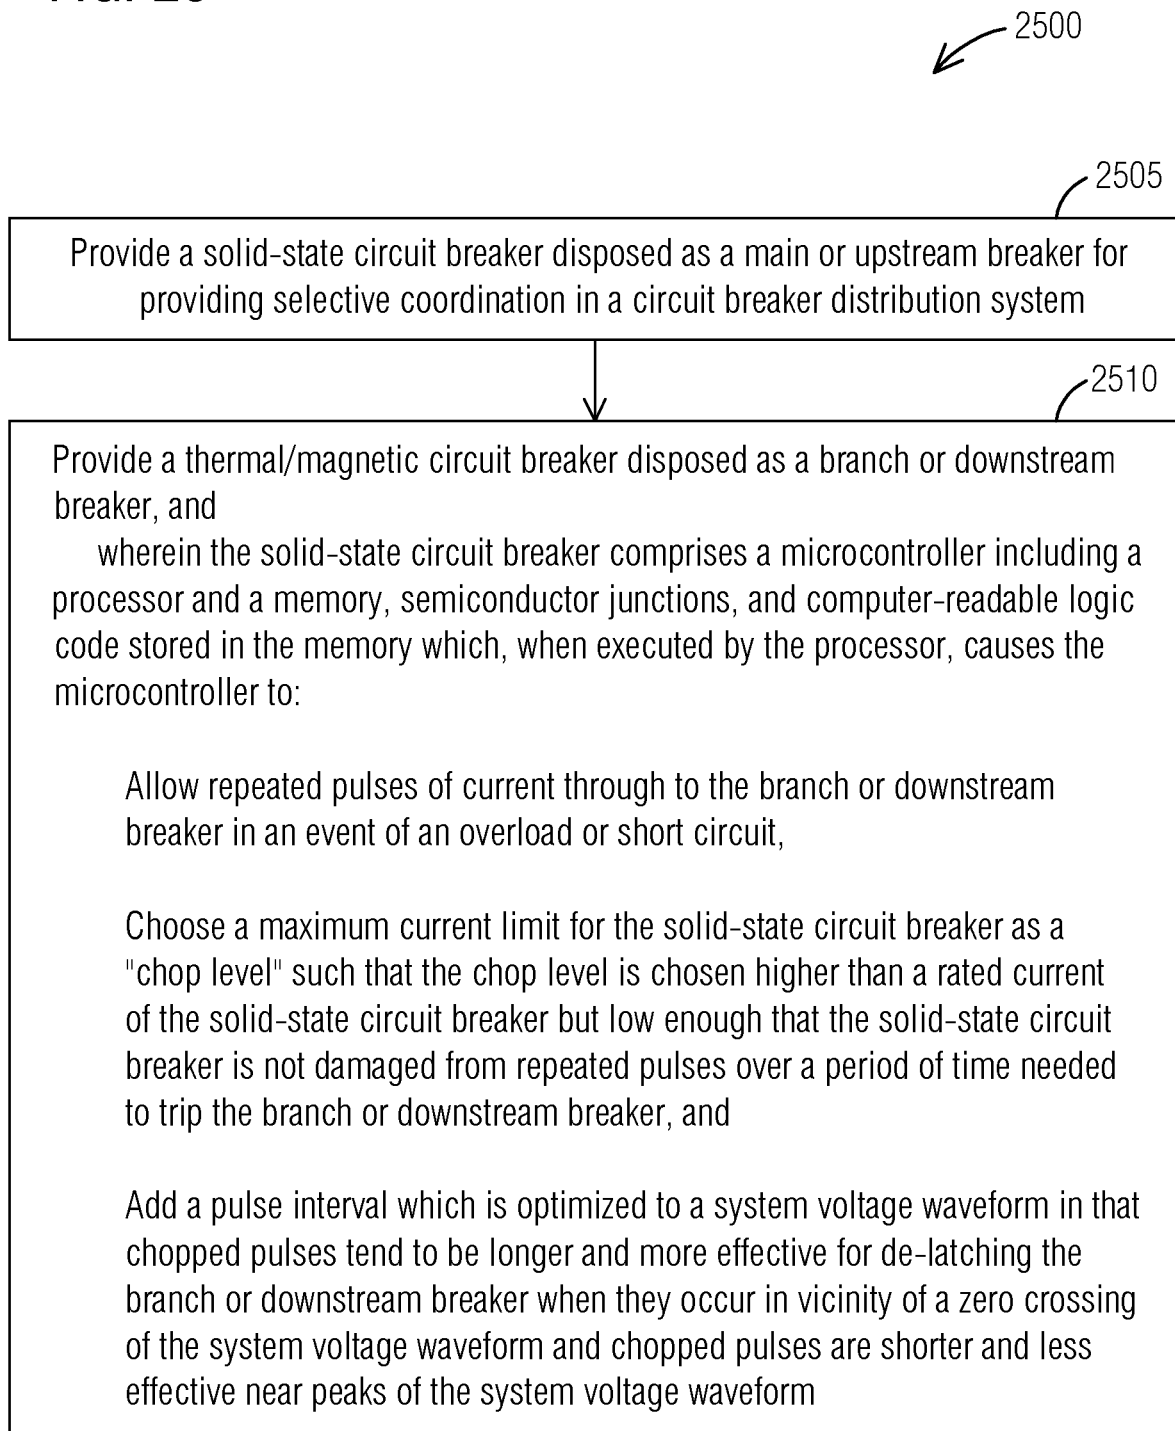 2500
2505
Provide a solid-state circuit breaker disposed as a main or upstream breaker for
providing selective coordination in a circuit breaker distribution system
2510
Provide a thermal/magnetic circuit breaker disposed as a branch or downstream
breaker, and
wherein the solid-state circuit breaker comprises a microcontroller including a
processor and a memory, semiconductor junctions, and computer-readable logic
code stored in the memory which, when executed by the processor, causes the
microcontroller to:
Allow repeated pulses of current through to the branch or downstream
breaker in an event of an overload or short circuit,
Choose a maximum current limit for the solid-state circuit breaker as a
"chop level" such that the chop level is chosen higher than a rated current
of the solid-state circuit breaker but low enough that the solid-state circuit
breaker is not damaged from repeated pulses over a period of time needed
to trip the branch or downstream breaker, and
Add a pulse interval which is optimized to a system voltage waveform in that
chopped pulses tend to be longer and more effective for de-latching the
branch or downstream breaker when they occur in vicinity of a zero crossing
of the system voltage waveform and chopped pulses are shorter and less
effective near peaks of the system voltage waveform